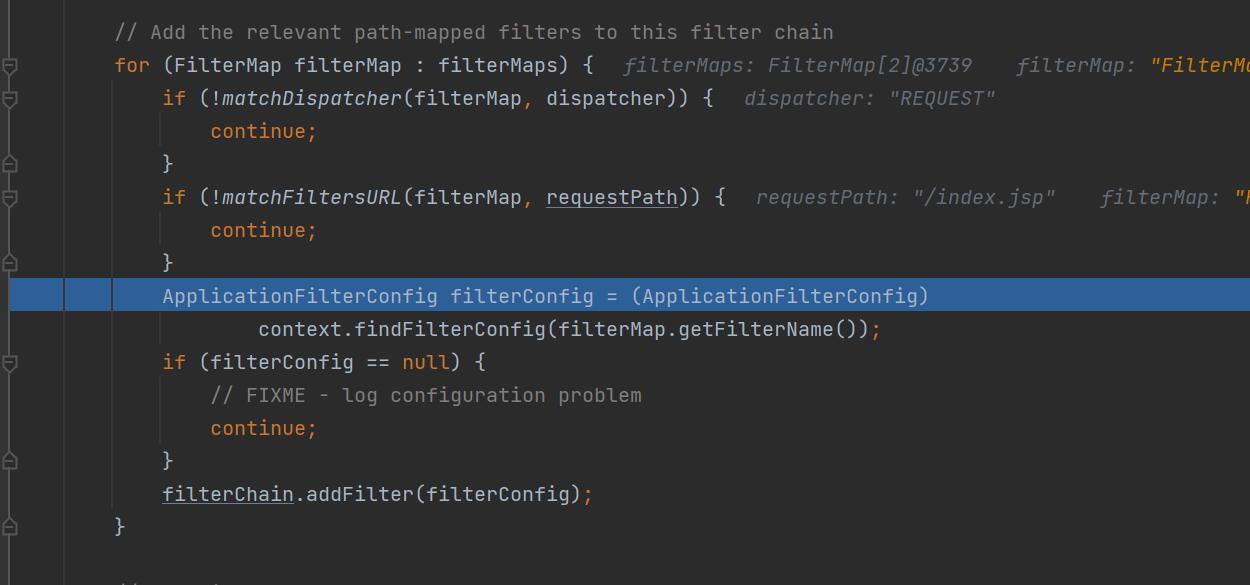 // Add the relevant path-mapped filters to this filter chain
for (FilterMap filterMap : filterMaps) { filterMaps: FilterMap[2]@3739 filterMap:
if (!matchDispatcher(filterMap, dispatcher)) { dispatcher: "REQUEST"
continue;
}
if (!matchFiltersURL(filterMap, requestPath)) { requestPath: "/index.jsp" filterMap:
continue;
}
ApplicationFilterConfig filterConfig = (ApplicationFilterConfig)
context.findFilterConfig(filterMap.getFilterName());
if (filterConfig == null) {
// FIXME - log configuration problem
continue;
}
filterChain.addFilter(filterConfig);
}